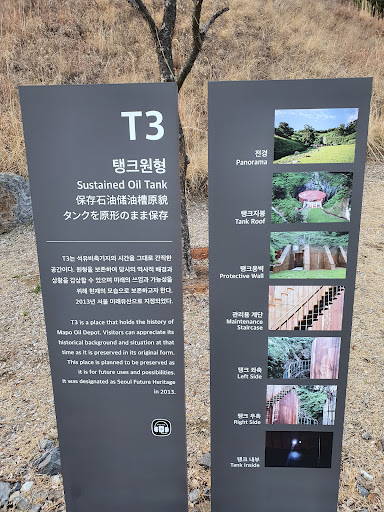 T3
탱크원형
Sustained Oil Tank
保存石油储油槽原貌
タンクを原形のまま保存
T3는 석유비축기지의 시간을 그대로 간직한
공간이다. 원형을 보존하여 당시의 역사적 배경과
상황을 감상할 수 있으며 미래의 쓰임과 가능성을
위해 현재의 모습으로 보존하고자 한다.
2013년 서울 미래유산으로 지정되었다.
T3 is a place that holds the history of
Mapo Oil Depot. Visitors can appreciate its
historical background and situation at that
time as it is preserved in its original form.
This place is planned to be preserved as
it is for future uses and possibilities.
It was designated as Seoul Future Heritage
in 2013.
전경
Panorama
탱크지붕
Tank Roof
탱크옹벽
Protective Wall
관리용 계단
Maintenance
Staircase
탱크 좌측
Left Side
탱크 우측
Right Side
탱크 내부
Tank Inside